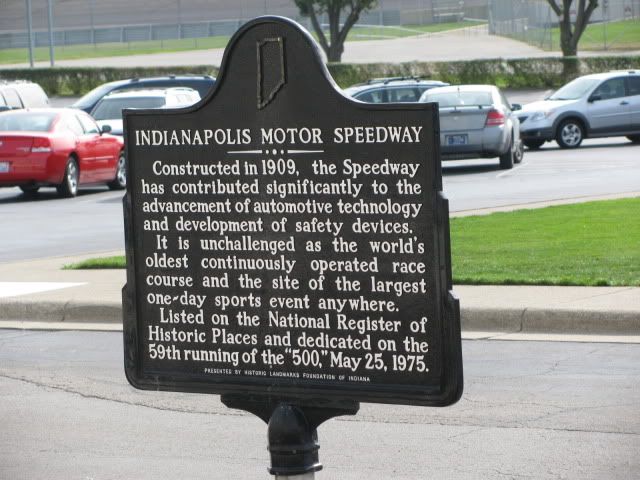 INDIANAPOLIS MOTOR SPEEDWAY
Constructed in 1909, the Speedway
has contributed significantly to the
advancement of automotive technology
and development of safety devices.
It is unchallenged as the world's
oldest continuously operated race
course and the site of the largest
one-day sports event anywhere.
Listed on the National Register of
Historic Places and dedicated on the
59th running of the "500," May 25, 1975.
PRESENTED BY HISTORIC LANDMARKS FOUNDATION OF INDIANA